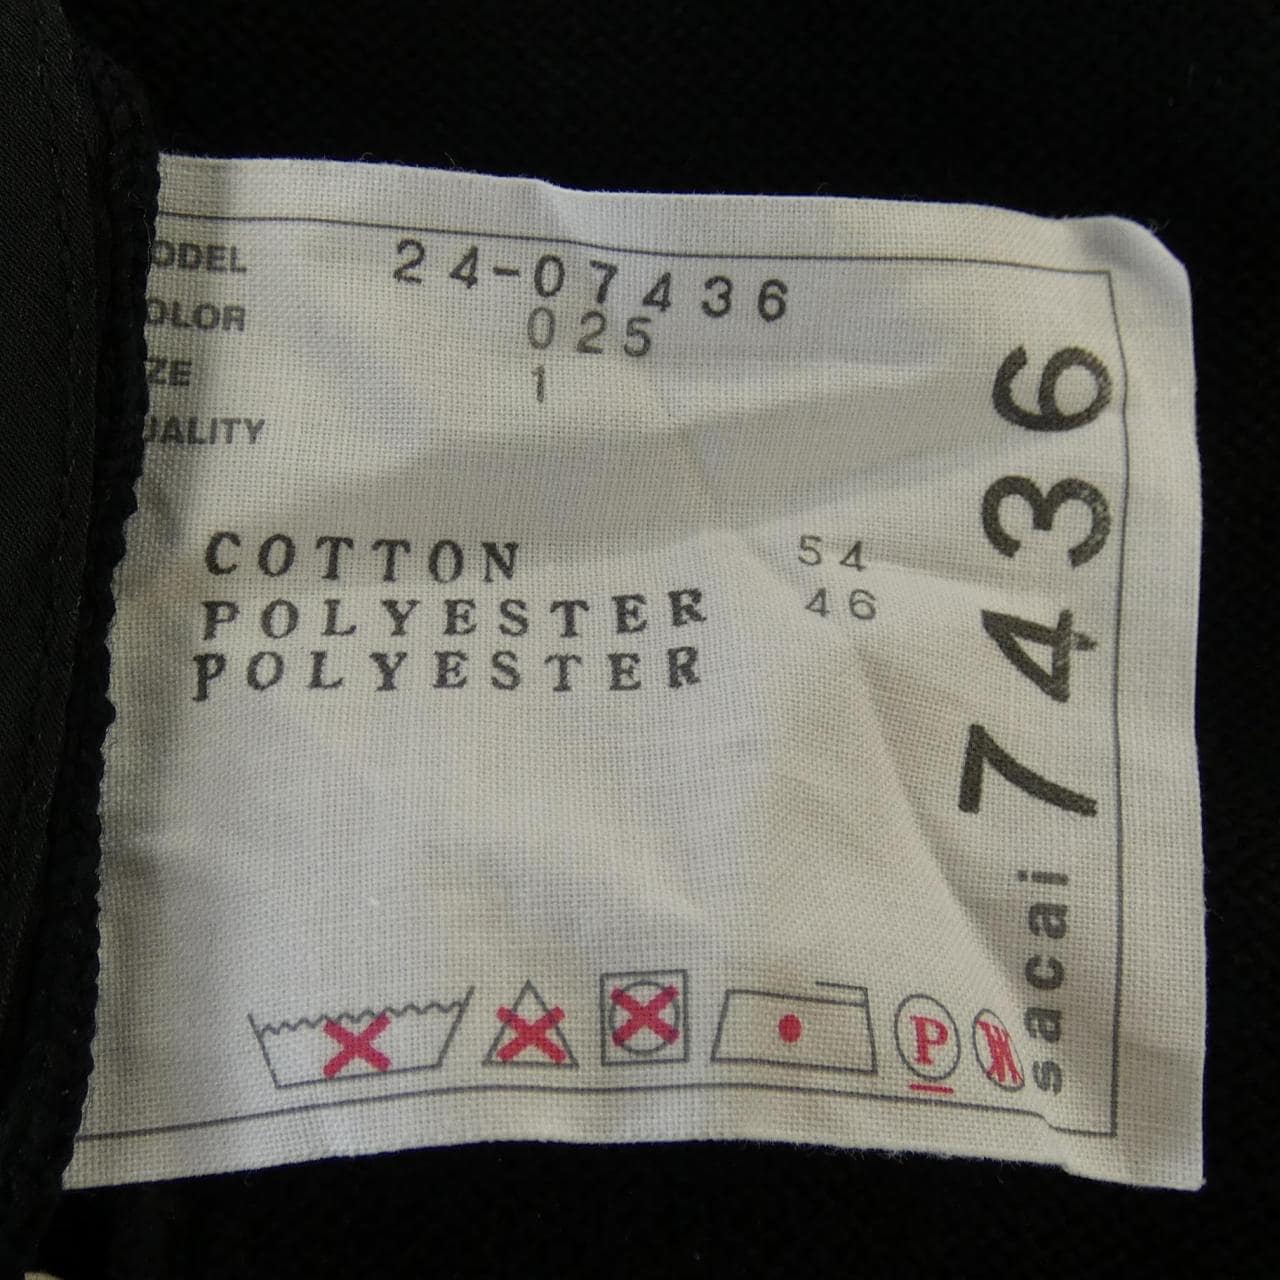 ODEL 24-07436
OLOR 025
ZE 1
UALITY
COTTON 54
POLYESTER 46
POLYESTER
P
W
sacai 7436